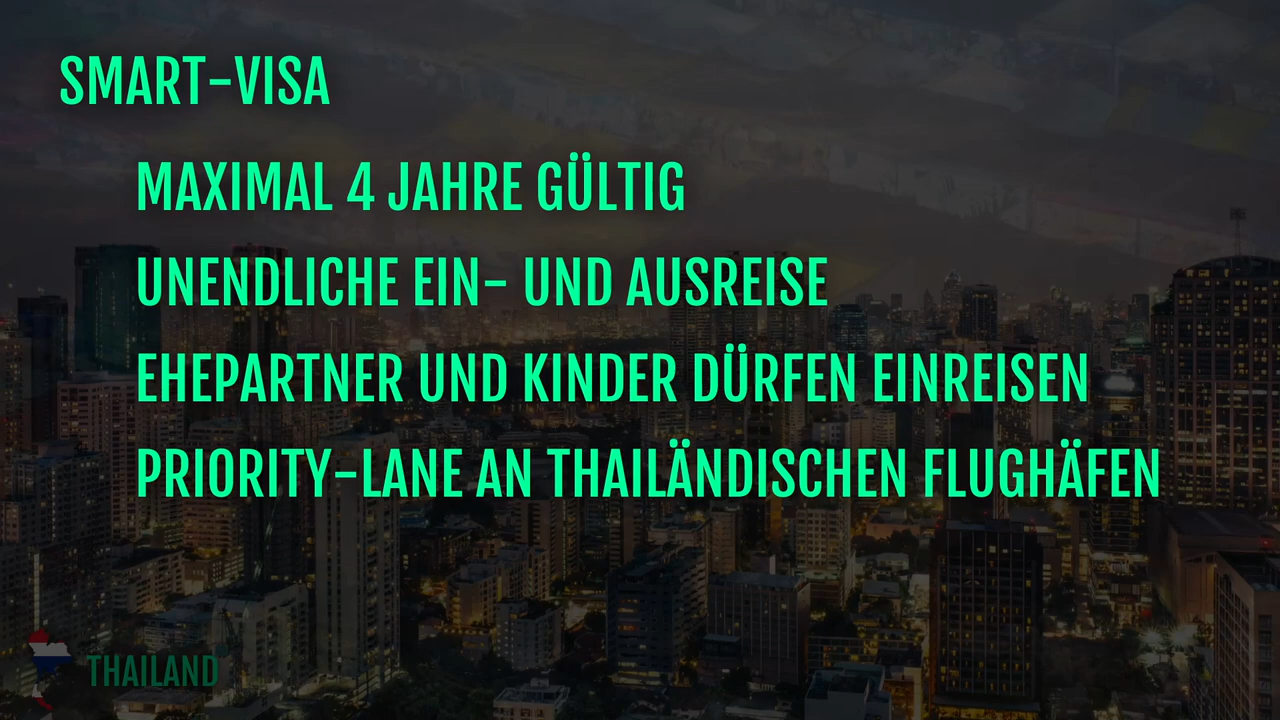 SMART-VISA
MAXIMAL 4 JAHRE GÜLTIG
UNENDLICHE EIN- UND AUSREISE
EHEPARTNER UND KINDER DÜRFEN EINREISEN
PRIORITY-LANE AN THAILÄNDISCHEN FLUGHÄFEN
THAILAND